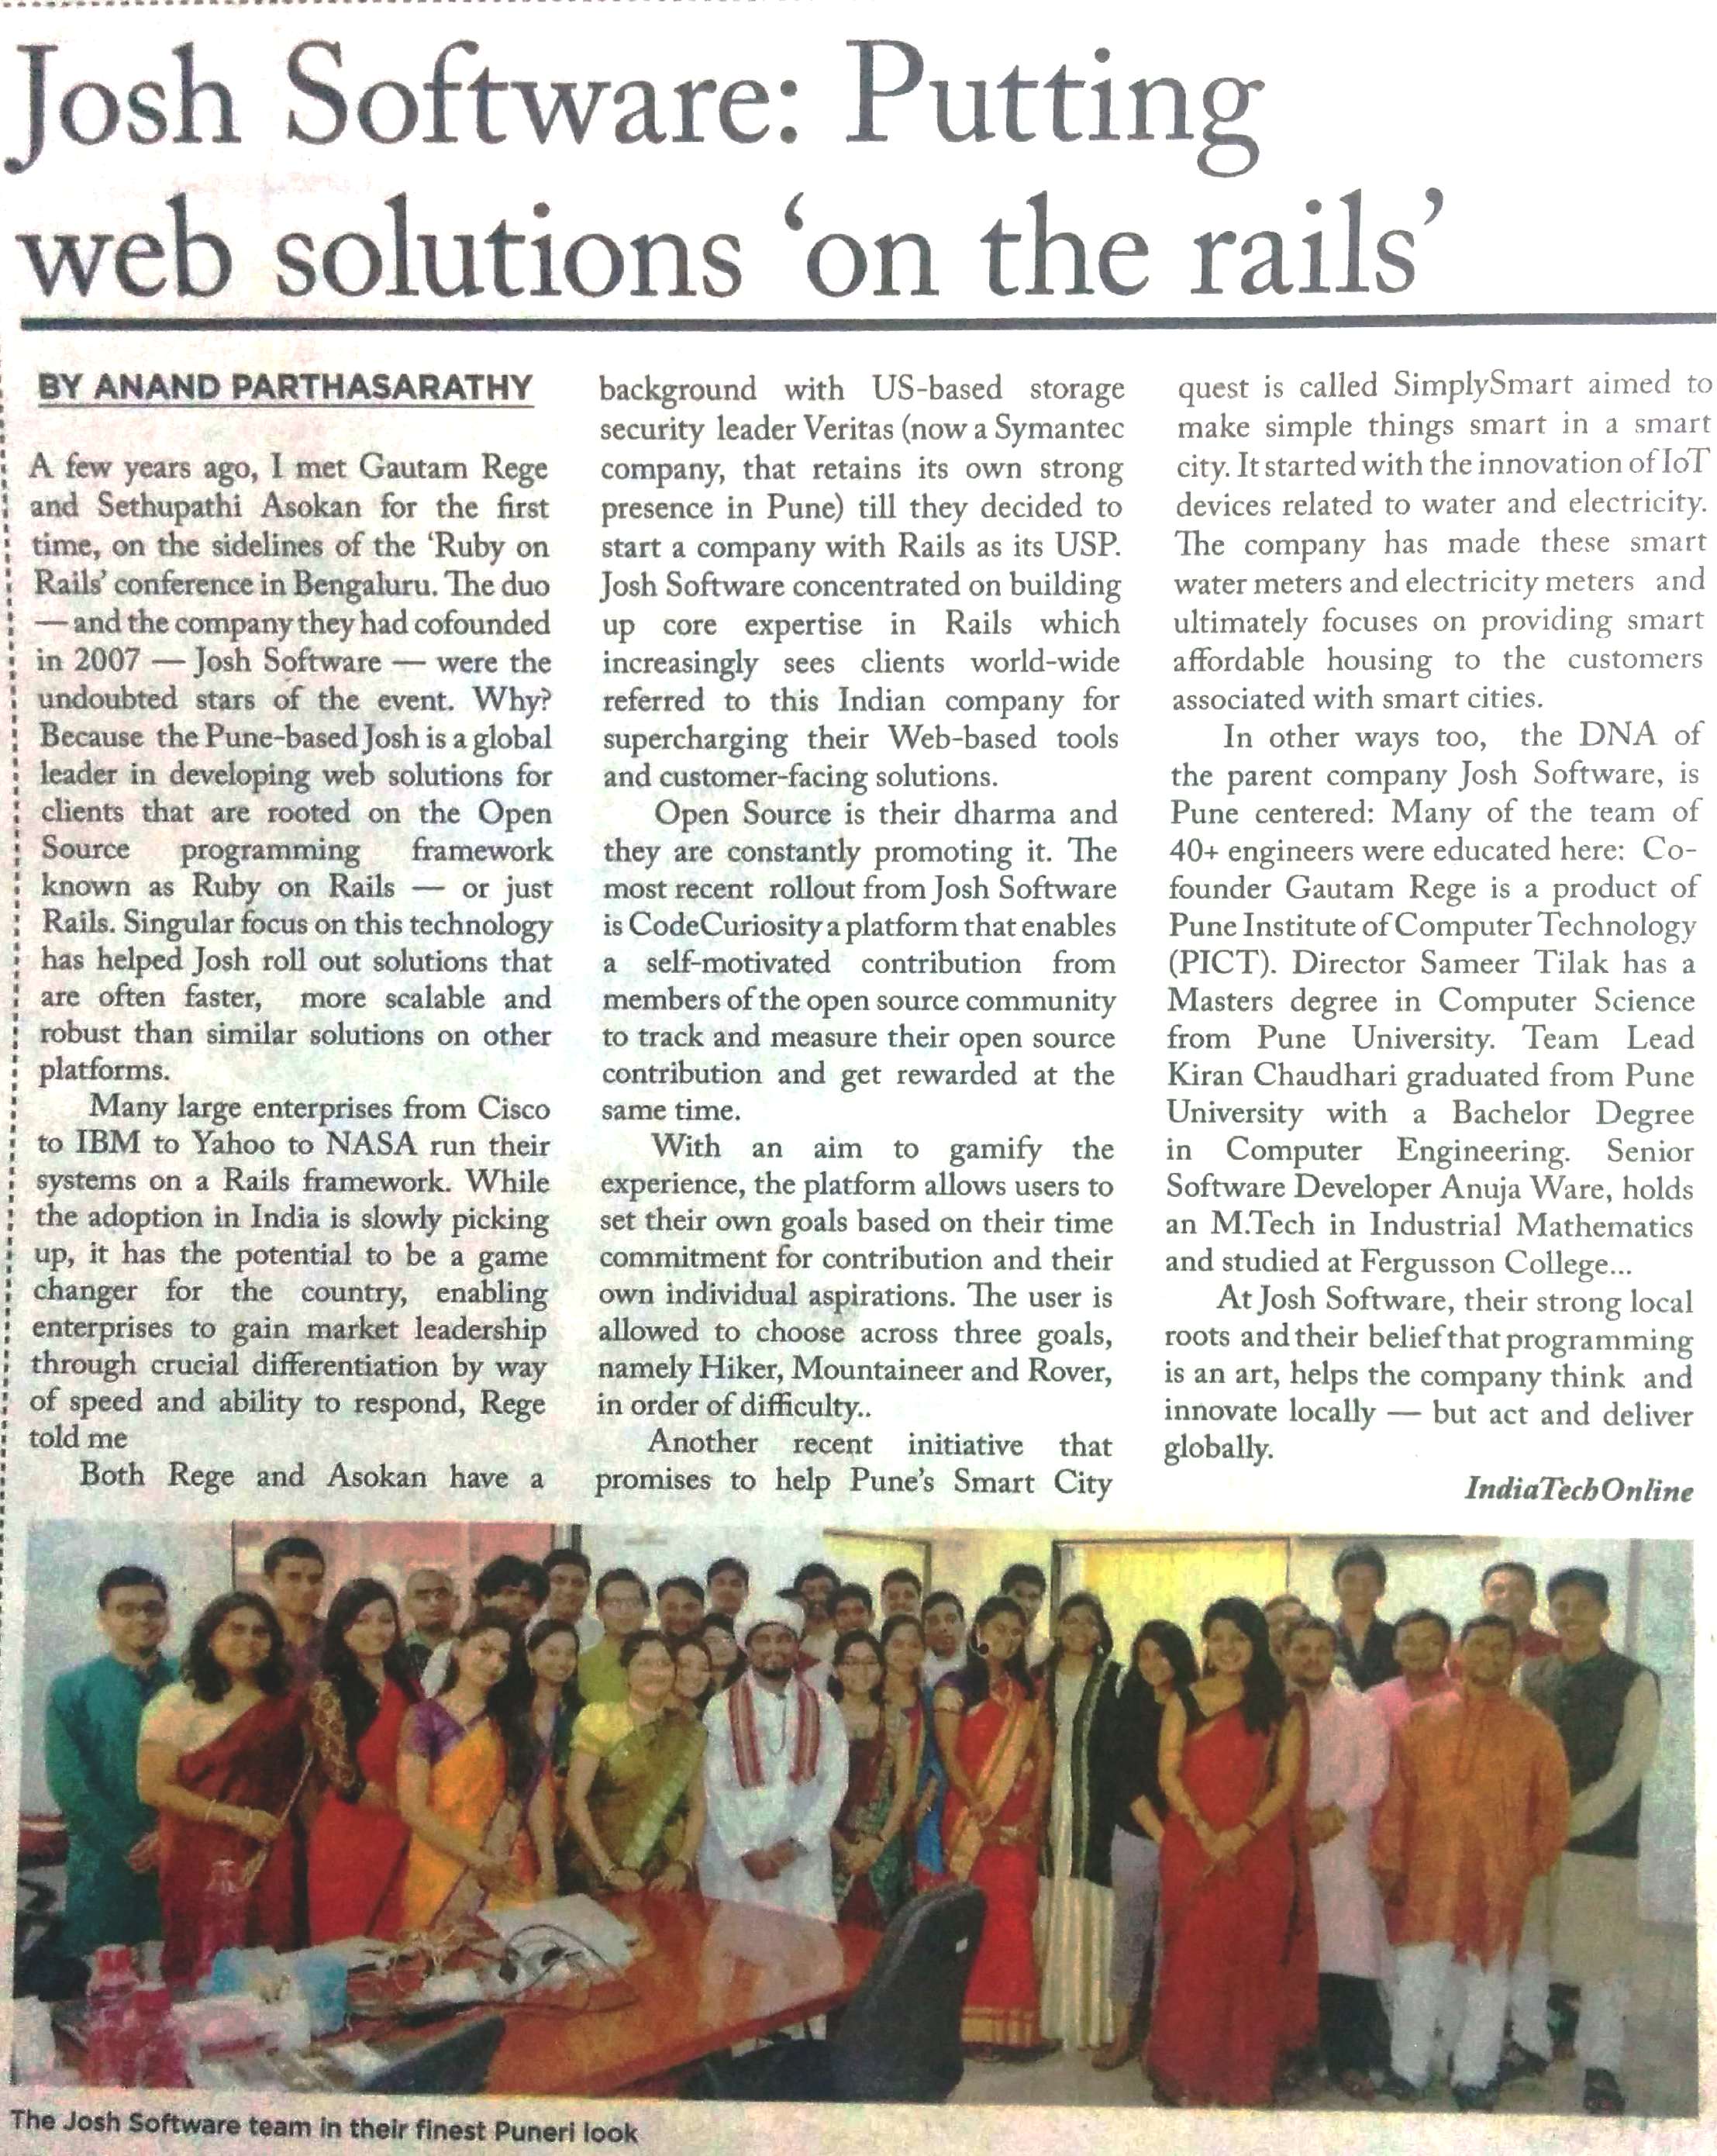 Josh Software: Putting
web solutions ‘on the rails’
BY ANAND PARTHASARATHY
A few years ago, I met Gautam Rege
and Sethupathi Asokan for the first
time, on the sidelines of the ‘Ruby on
Rails’ conference in Bengaluru. The duo
— and the company they had cofounded
in 2007 — Josh Software — were the
undoubted stars of the event. Why?
Because the Pune-based Josh is a global
leader in developing web solutions for
clients that are rooted on the Open
Source programming framework
known as Ruby on Rails — or just
Rails. Singular focus on this technology
has helped Josh roll out solutions that
are often faster, more scalable and
robust than similar solutions on other
platforms.
Many large enterprises from Cisco
to IBM to Yahoo to NASA run their
systems on a Rails framework. While
the adoption in India is slowly picking
up, it has the potential to be a game
changer for the country, enabling
enterprises to gain market leadership
through crucial differentiation by way
of speed and ability to respond, Rege
told me
Both Rege and Asokan have a
background with US-based storage
security leader Veritas (now a Symantec
company, that retains its own strong
presence in Pune) till they decided to
start a company with Rails as its USP.
Josh Software concentrated on building
up core expertise in Rails which
increasingly sees clients world-wide
referred to this Indian company for
supercharging their Web-based tools
and customer-facing solutions.
Open Source is their dharma and
they are constantly promoting it. The
most recent rollout from Josh Software
is CodeCuriosity a platform that enables
a self-motivated contribution from
members of the open source community
to track and measure their open source
contribution and get rewarded at the
same time.
With an aim to gamify the
experience, the platform allows users to
set their own goals based on their time
commitment for contribution and their
own individual aspirations. The user is
allowed to choose across three goals,
namely Hiker, Mountaineer and Rover,
in order of difficulty..
Another recent initiative that
promises to help Pune’s Smart City
quest is called SimplySmart aimed to
make simple things smart in a smart
city. It started with the innovation of IoT
devices related to water and electricity.
The company has made these smart
water meters and electricity meters and
ultimately focuses on providing smart
affordable housing to the customers
associated with smart cities.
In other ways too, the DNA of
the parent company Josh Software, is
Pune centered: Many of the team of
40+ engineers were educated here: Co-
founder Gautam Rege is a product of
Pune Institute of Computer Technology
(PICT). Director Sameer Tilak has a
Masters degree in Computer Science
from Pune University. Team Lead
Kiran Chaudhari graduated from Pune
University with a Bachelor Degree
in Computer Engineering. Senior
Software Developer Anuja Ware, holds
an M.Tech in Industrial Mathematics
and studied at Fergusson College...
At Josh Software, their strong local
roots and their belief that programming
is an art, helps the company think and
innovate locally — but act and deliver
globally.
IndiaTechOnline
The Josh Software team in their finest Puneri look